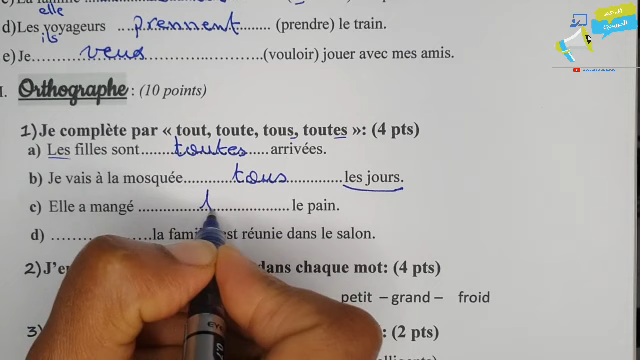 elle
d) Les voyageurs ...prennent........ (prendre) le train.
ils
e) Je............veux........................(vouloir) jouer avec mes amis.
I. Orthographe : (10 points)
1) Je complète par « tout, toute, tous, toutes »: (4 pts)
a) Les filles sont.........toutes......arrivées.
b) Je vais à la mosquée.............tous...............les jours.
c) Elle a mangé ........................................le pain.
d) .........................la famille est réunie dans le salon.
2) J'e dans chaque mot: (4 pts)
petit – grand – froid
3) : (2 pts)